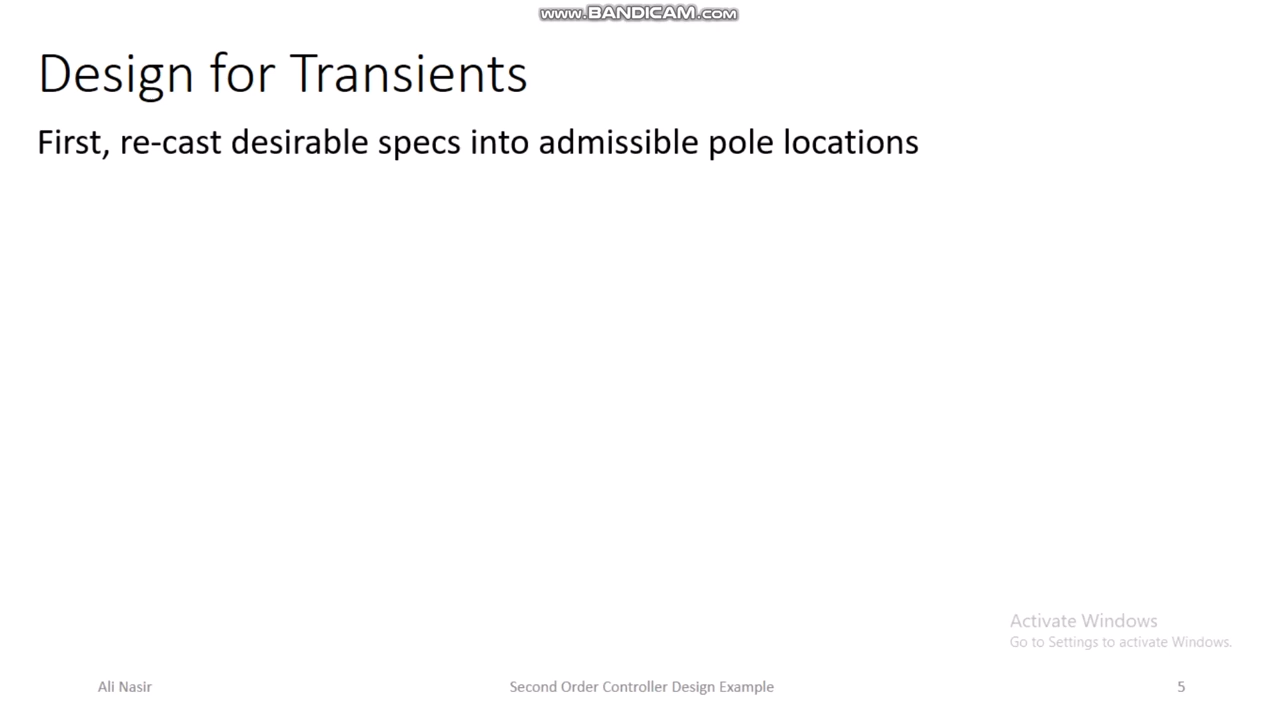 www.BANDICAM.com
Design for Transients
First, re-cast desirable specs into admissible pole locations
Activate Windows
Go to Settings to activate Windows.
Ali Nasir
Second Order Controller Design Example
5